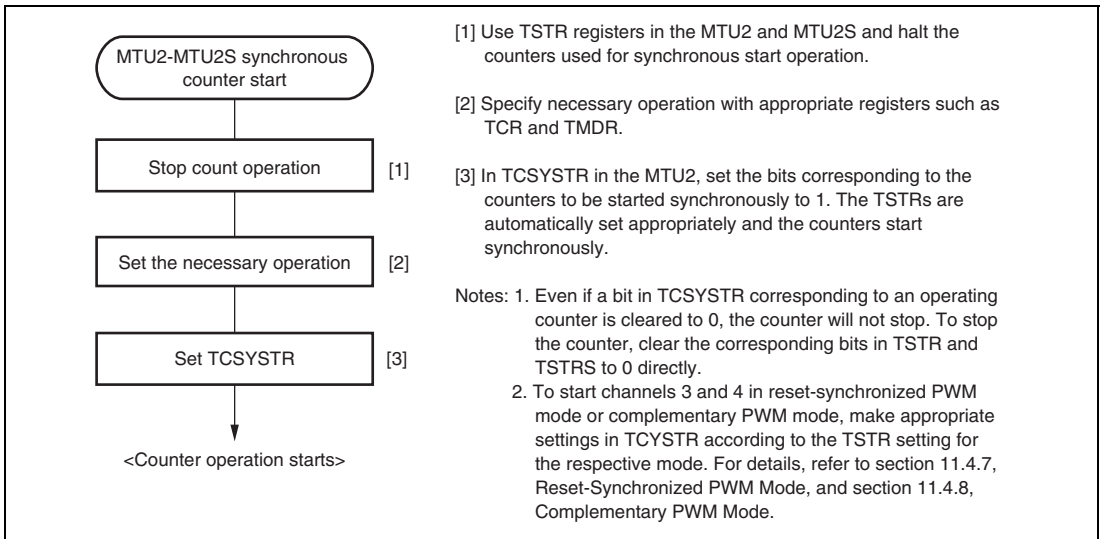 MTU2-MTU2S synchronous
counter start
Stop count operation
[1]
Set the necessary operation
[2]
Set TCSYSTR
[3]
<Counter operation starts>
[1] Use TSTR registers in the MTU2 and MTU2S and halt the
counters used for synchronous start operation.
[2] Specify necessary operation with appropriate registers such as
TCR and TMDR.
[3] In TCSYSTR in the MTU2, set the bits corresponding to the
counters to be started synchronously to 1. The TSTRs are
automatically set appropriately and the counters start
synchronously.
Notes: 1. Even if a bit in TCSYSTR corresponding to an operating
counter is cleared to 0, the counter will not stop. To stop
the counter, clear the corresponding bits in TSTR and
TSTRS to 0 directly.
2. To start channels 3 and 4 in reset-synchronized PWM
mode or complementary PWM mode, make appropriate
settings in TCYSTR according to the TSTR setting for
the respective mode. For details, refer to section 11.4.7,
Reset-Synchronized PWM Mode, and section 11.4.8,
Complementary PWM Mode.